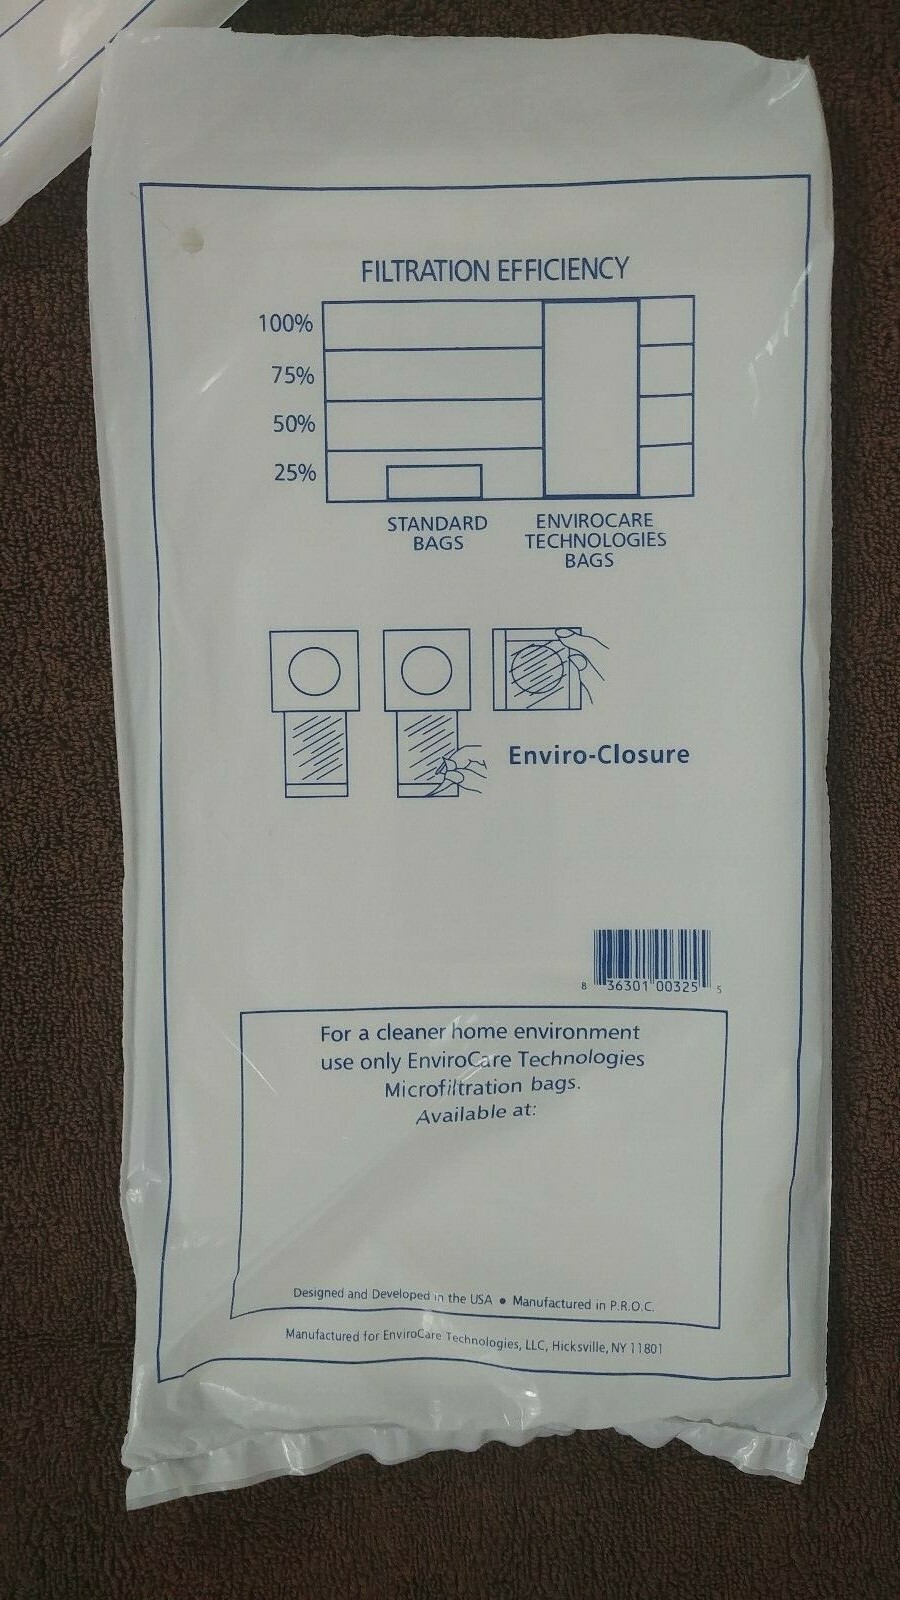 FILTRATION EFFICIENCY
100%
75%
50%
25%
STANDARD
BAGS
ENVIROCARE
TECHNOLOGIES
BAGS
Enviro-Closure
8 36301 00325 5
For a cleaner home environment
use only EnviroCare Technologies
Microfiltration bags.
Available at:
Designed and Developed in the USA ● Manufactured in P.R.O.C.
Manufactured for EnviroCare Technologies, LLC, Hicksville, NY 11801